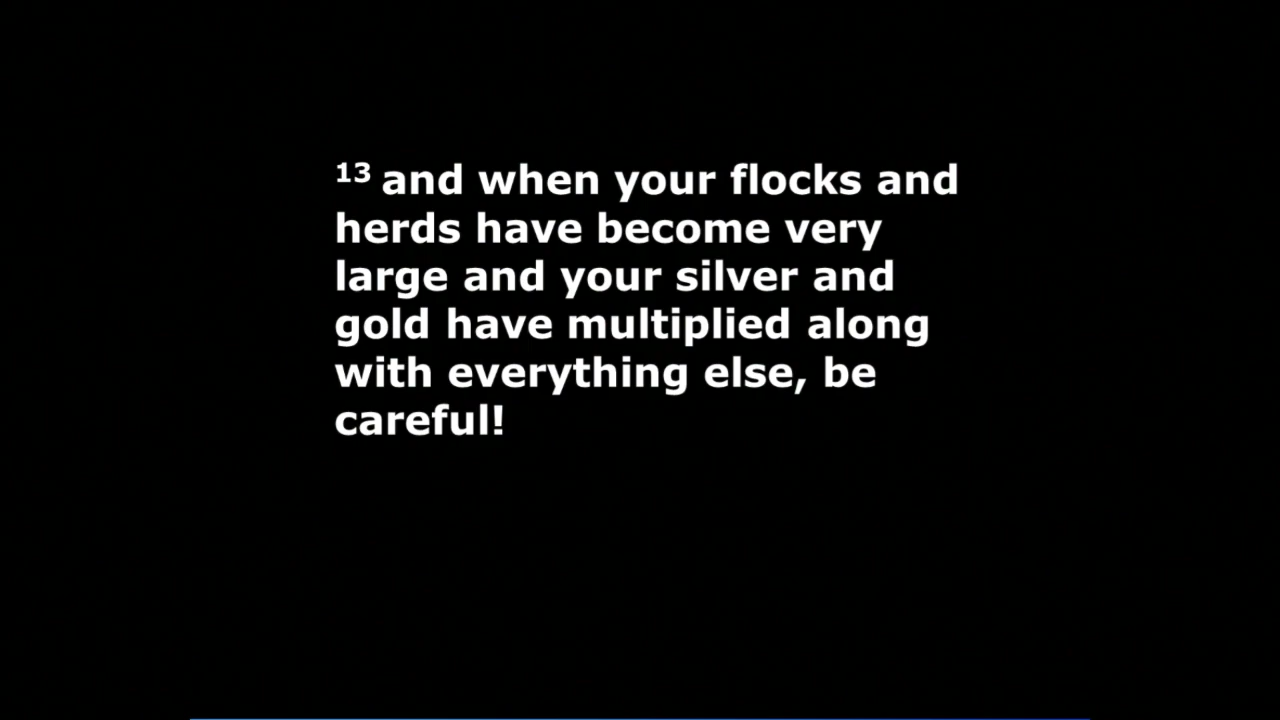 13 and when your flocks and
herds have become very
large and your silver and
gold have multiplied along
with everything else, be
careful!